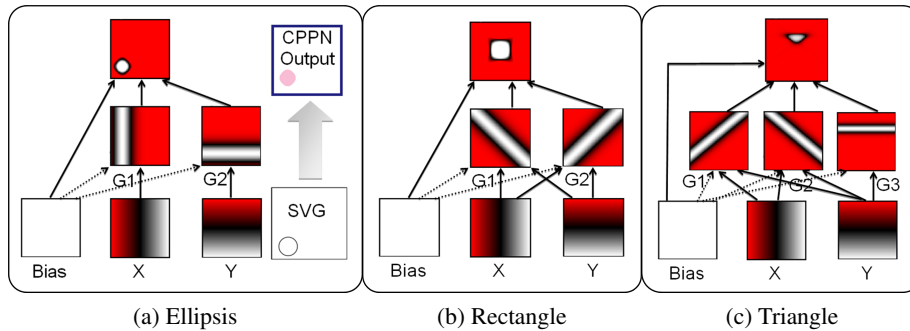 CPPN
Output
G1
G2
SVG
Bias
X
Y
(a) Ellipsis
G1
G2
Bias
X
Y
(b) Rectangle
G1
G2
G3
Bias
X
Y
(c) Triangle